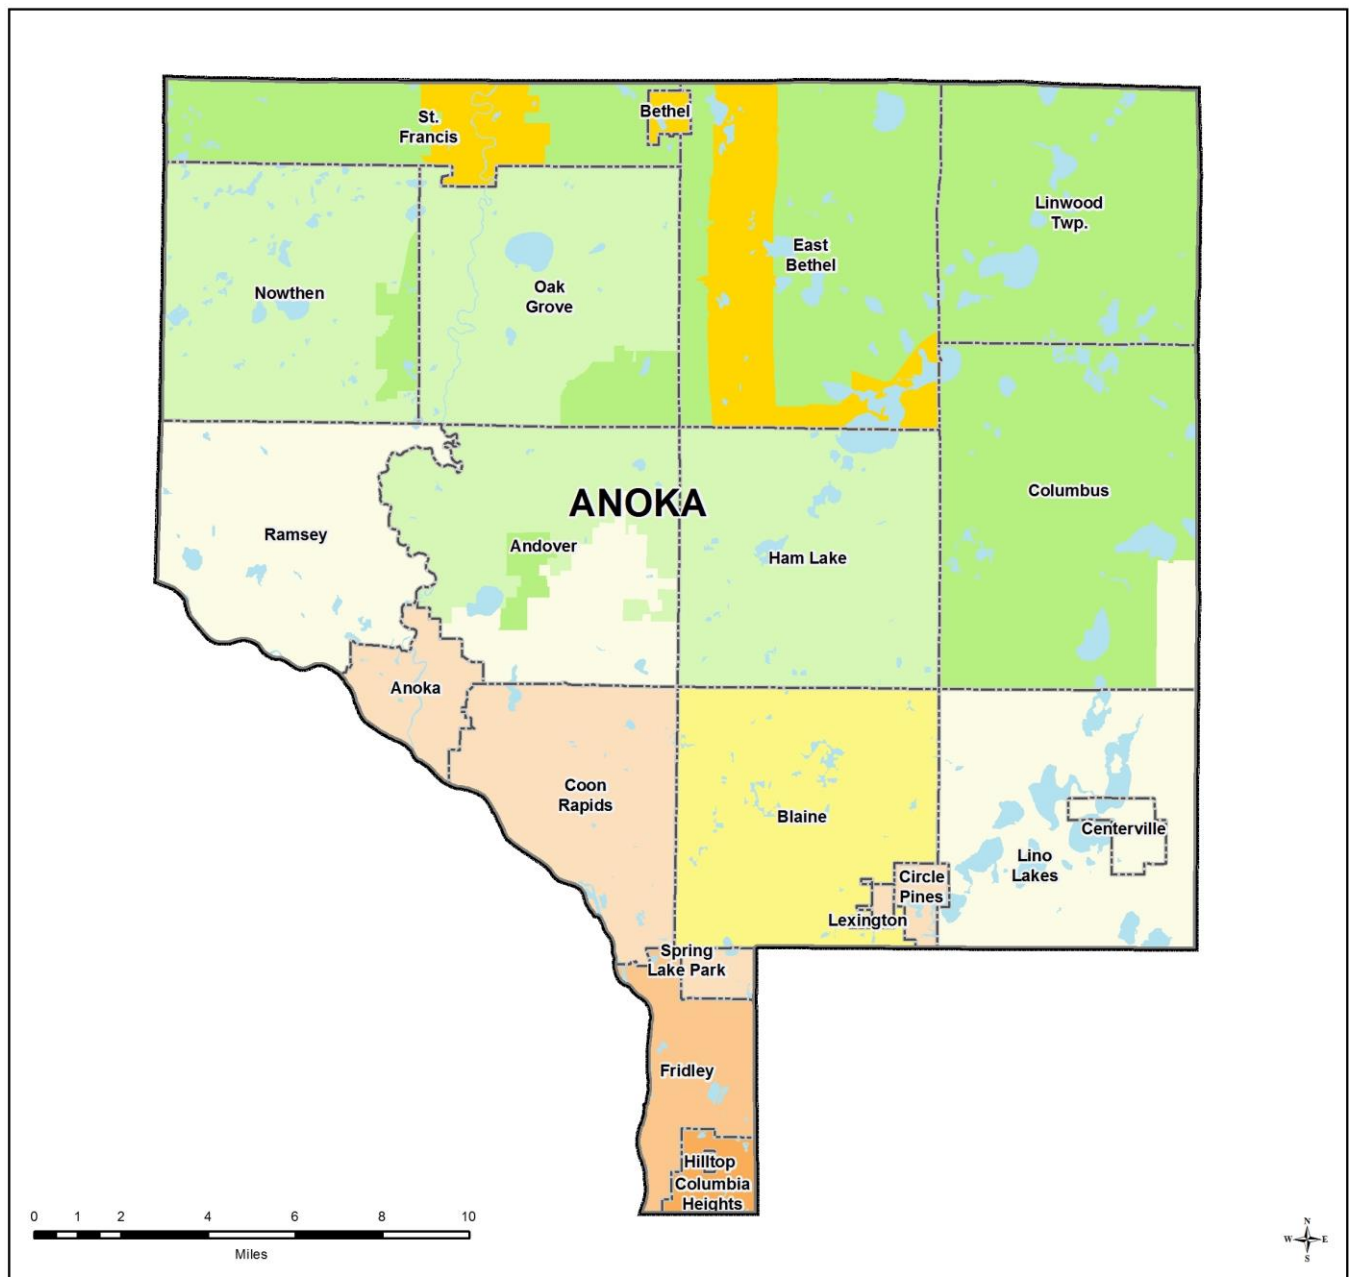 St.
Francis
Bethel
Linwood
Twp.
East
Bethel
Nowthen
Oak
Grove
Columbus
ANOKA
Ramsey
Andover
Ham Lake
Anoka
Coon
Rapids
Blaine
Centerville
Lino
Lakes
Circle
Pines
Lexington
Spring
Lake Park
Fridley
Hilltop
Columbia
Heights
0 1 2 4 6 8 10
Miles
N
W E
S